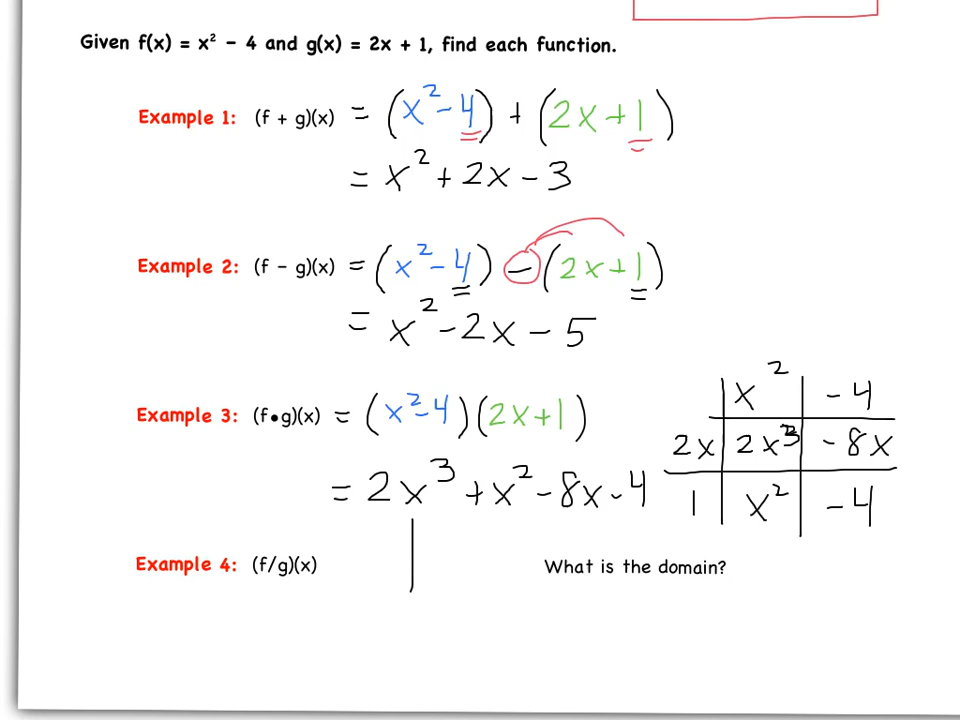 Given f(x) = x² – 4 and g(x) = 2x + 1, find each function.
Example 1: (f + g)(x) = (x² – 4) + (2x + 1)
= x² + 2x – 3
Example 2: (f – g)(x) = (x² – 4) – (2x + 1)
= x² – 2x – 5
x² – 4
Example 3: (f•g)(x) = (x² – 4)(2x + 1)
2x 2x³ – 8x
= 2x³ + x² – 8x – 4
1 x² – 4
Example 4: (f/g)(x) What is the domain?